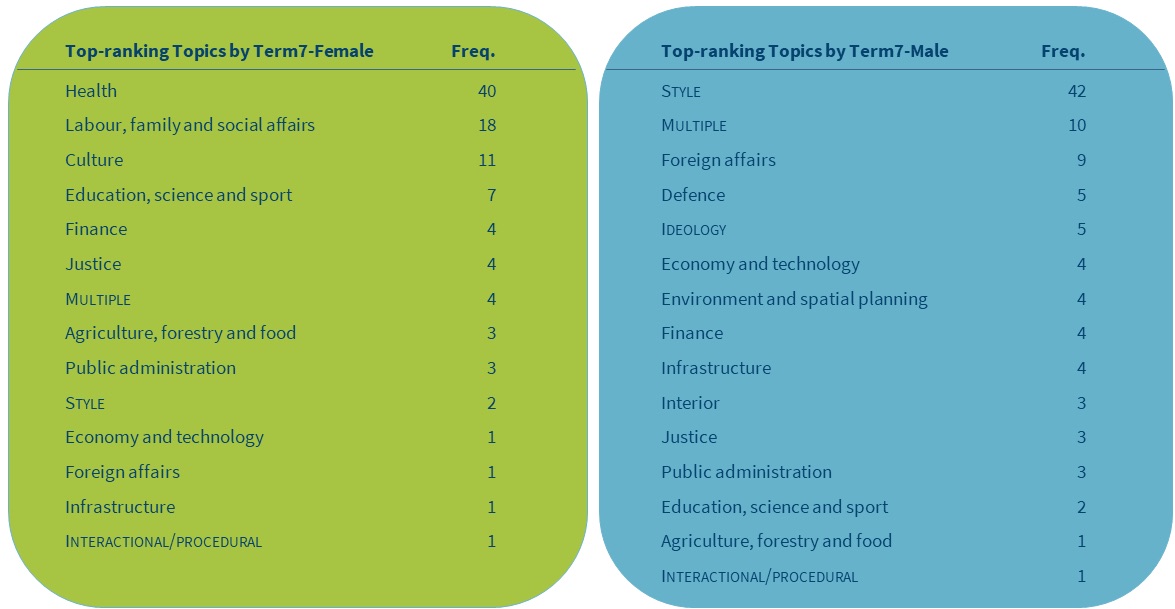 Top-ranking Topics by Term7-Female Freq.
Health 40
Labour, family and social affairs 18
Culture 11
Education, science and sport 7
Finance 4
Justice 4
MULTIPLE 4
Agriculture, forestry and food 3
Public administration 3
STYLE 2
Economy and technology 1
Foreign affairs 1
Infrastructure 1
INTERACTIONAL/PROCEDURAL 1
Top-ranking Topics by Term7-Male Freq.
STYLE 42
MULTIPLE 10
Foreign affairs 9
Defence 5
IDEOLOGY 5
Economy and technology 4
Environment and spatial planning 4
Finance 4
Infrastructure 4
Interior 3
Justice 3
Public administration 3
Education, science and sport 2
Agriculture, forestry and food 1
INTERACTIONAL/PROCEDURAL 1